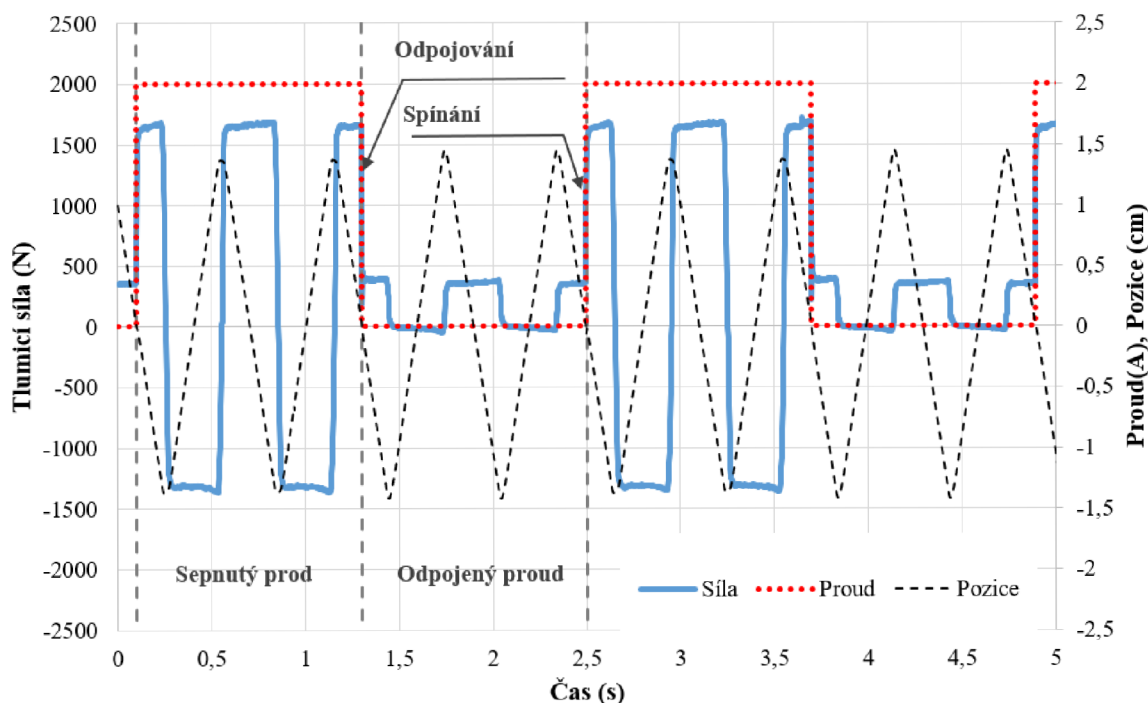 2500
2000
1500
1000
500
0
-500
-1000
-1500
-2000
-2500
Tlumicí síla (N)
Odpojování
Spínání
Sepnutý prod
Odpojený proud
Síla
Proud
Pozice
2,5
2
1,5
1
0,5
0
-0,5
-1
-1,5
-2
-2,5
Proud(A), Pozice (cm)
0 0,5 1 1,5 2 2,5 3 3,5 4 4,5 5
Čas (s)